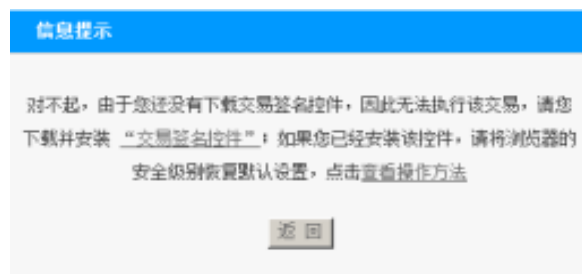 信息提示
对不起，由于您还没有下载交易签名控件，因此无法执行该交易，请您
下载并安装 “交易签名控件”；如果您已经安装该控件，请将浏览器的
安全级别恢复默认设置，点击查看操作方法
返 回